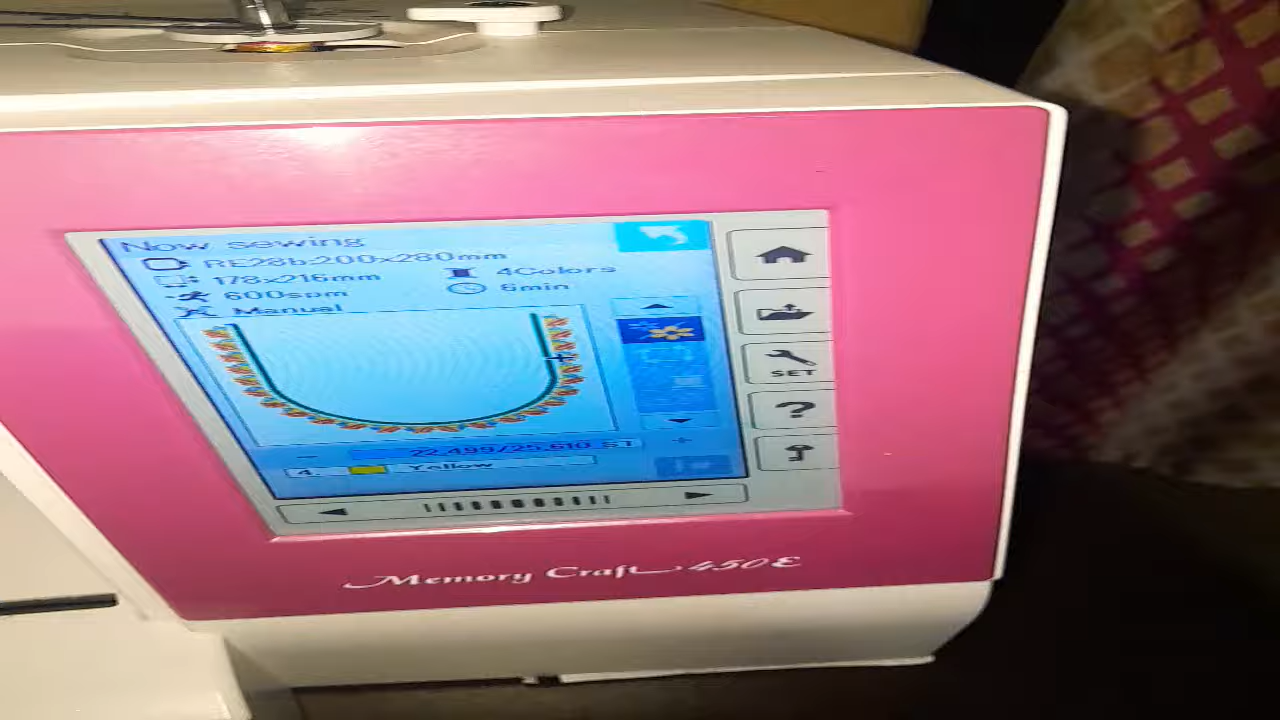 Now sewing
RE28b:200x280mm
178x216mm
4Colors
600spm
6min
Manual
SET
?
22,499/25,610 ST
4. Yellow
Memory Craft 450E